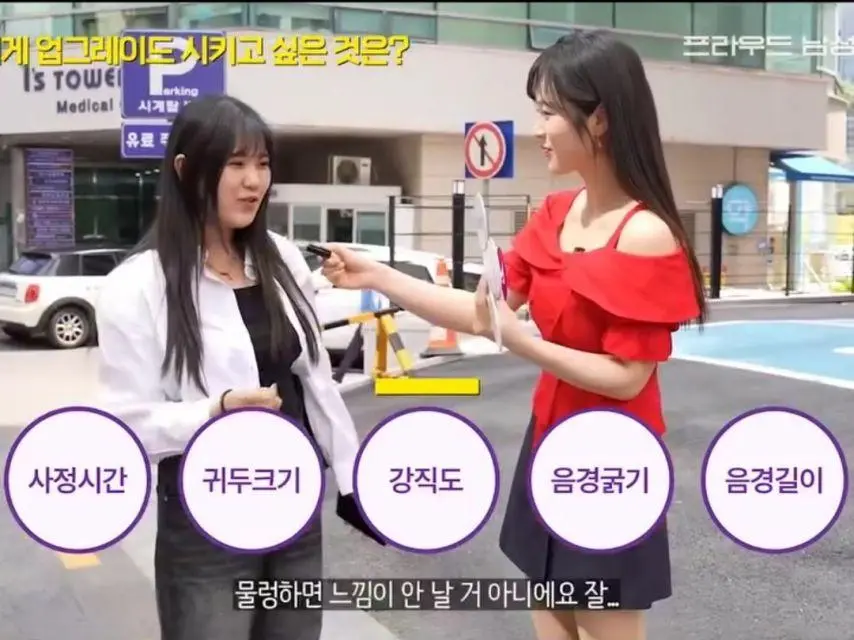 게 업그레이드 시키고 싶은 것은?
프라우드 남성
I's TOWER
Medical
P
arking
시계탑
유료 주
사정시간
귀두크기
강직도
음경굵기
음경길이
물렁하면 느낌이 안 날 거 아니에요 잘...